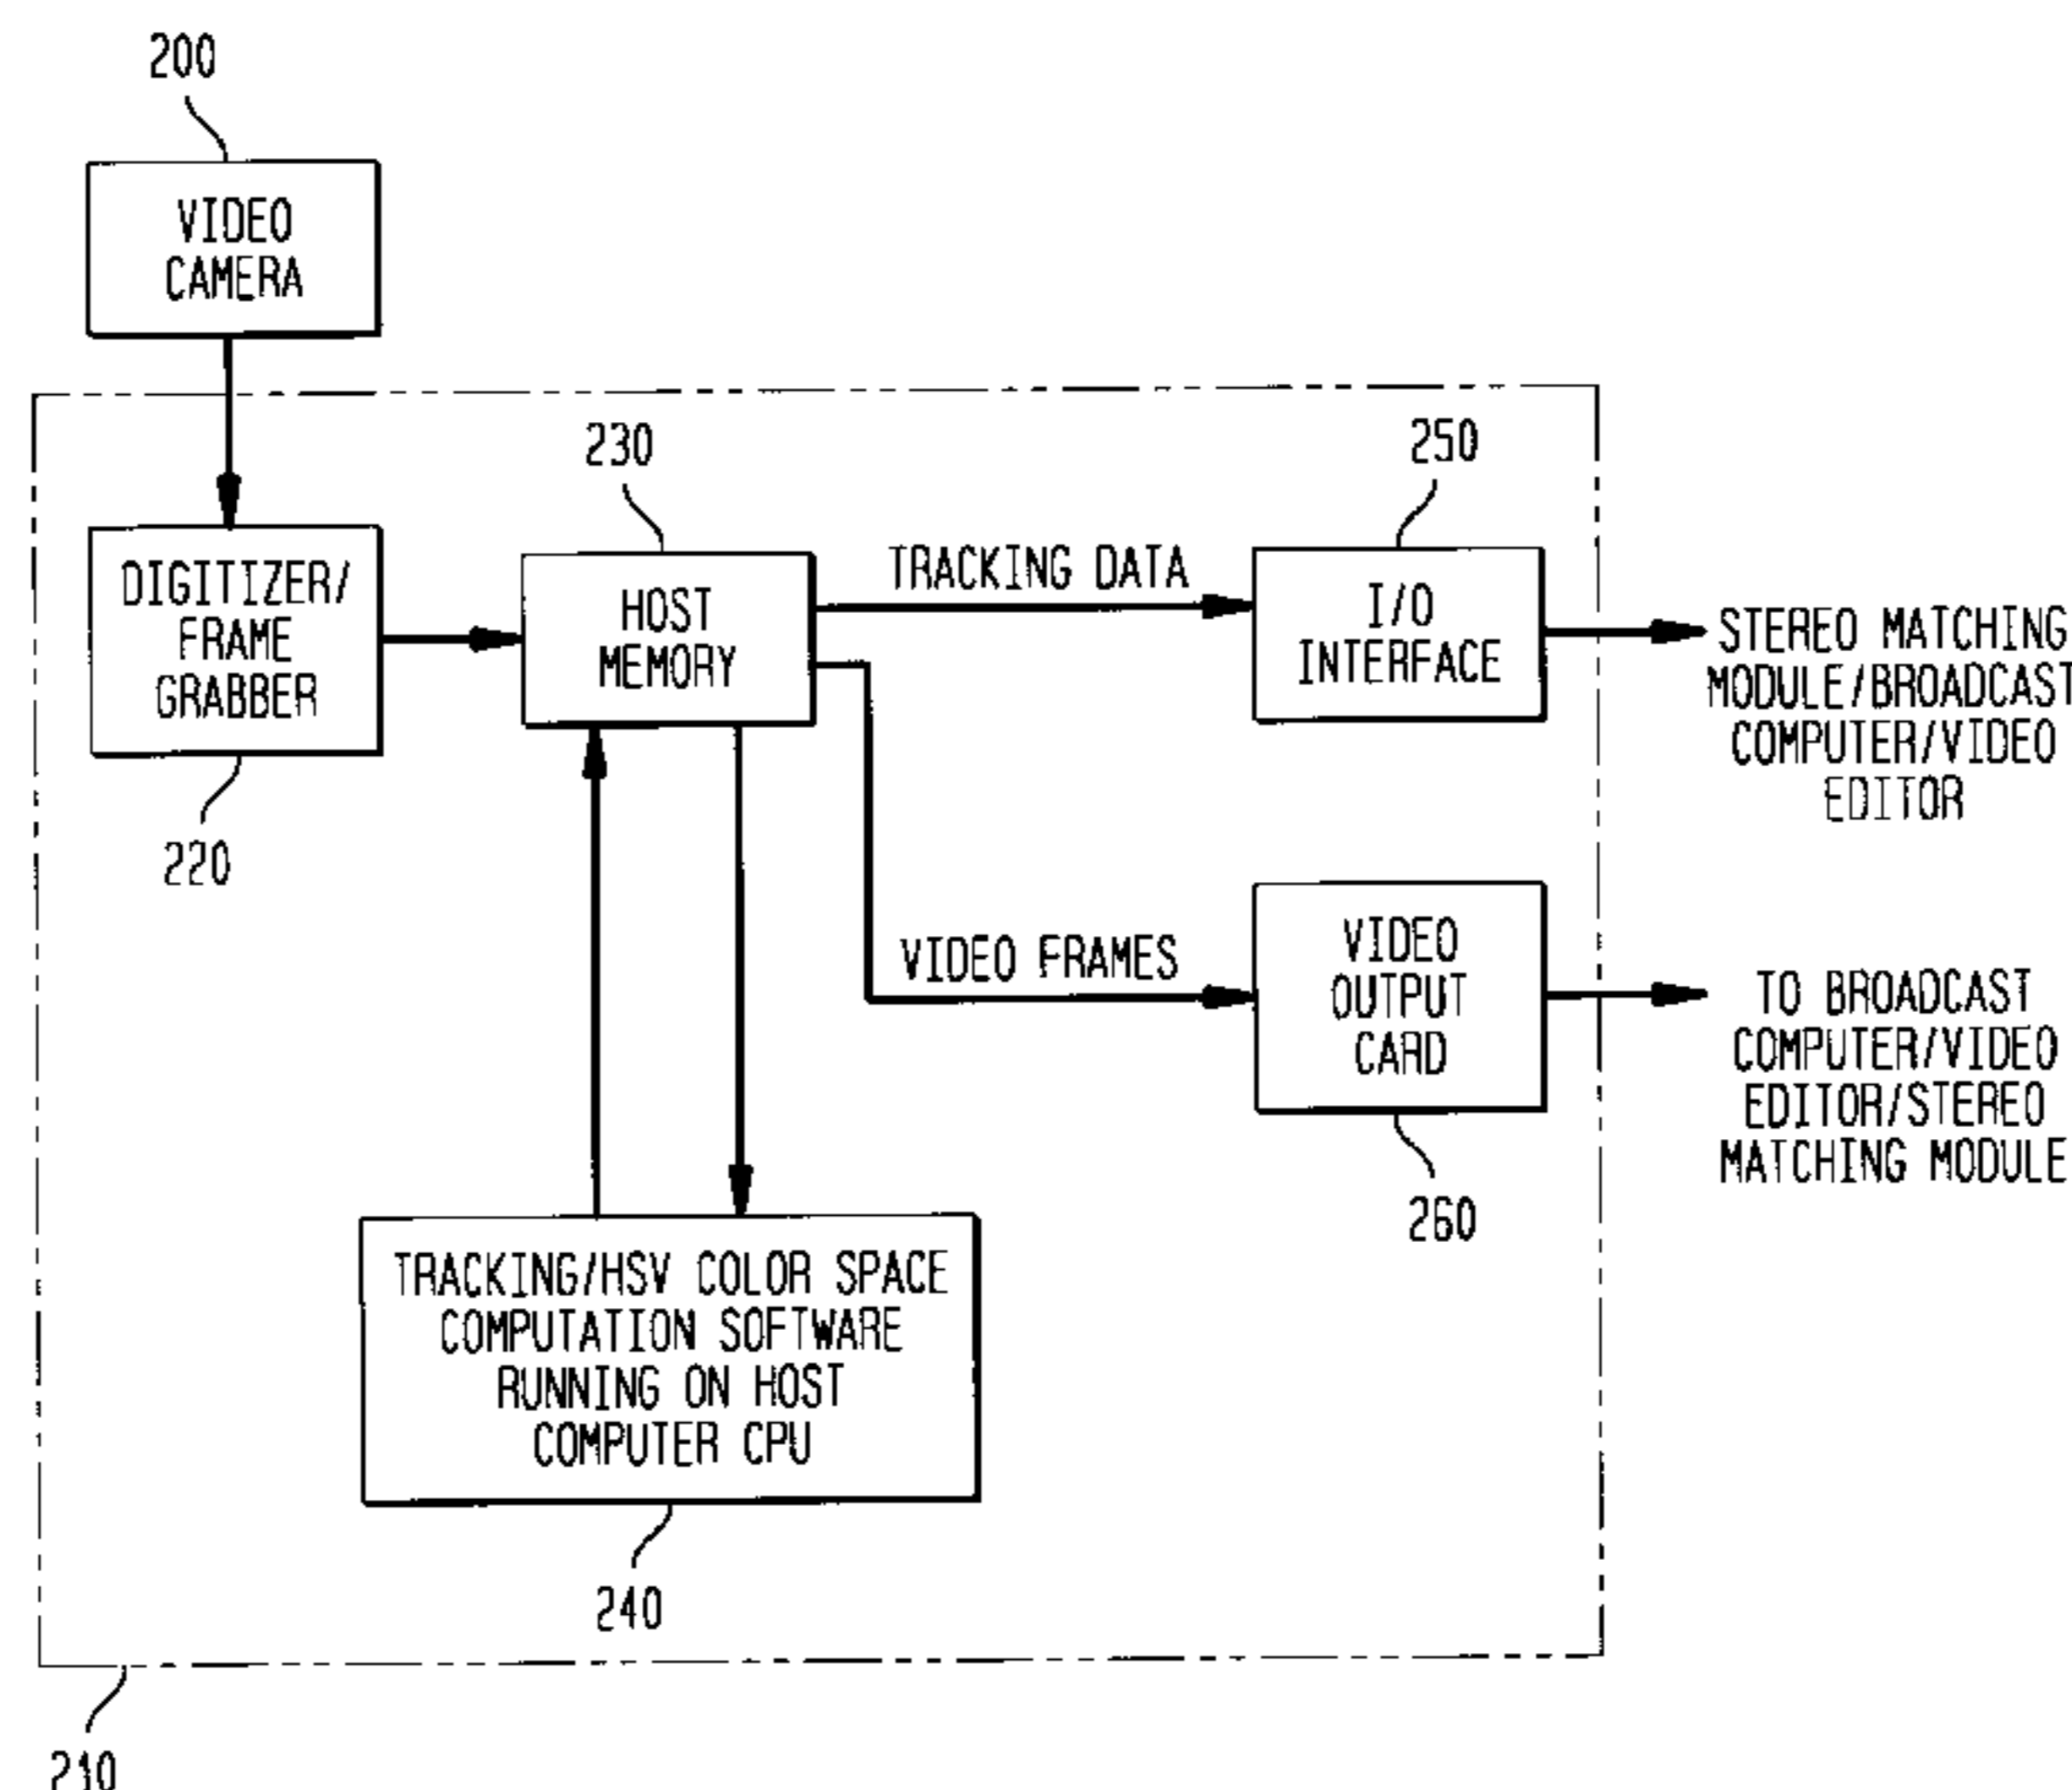 200
VIDEO
CAMERA
230
250
DIGITIZER/
FRAME
GRABBER
220
HOST
MEMORY
TRACKING DATA
I/O
INTERFACE
STEREO MATCHING
MODULE/BROADCAST
COMPUTER/VIDEO
EDITOR
VIDEO FRAMES
VIDEO
OUTPUT
CARD
260
TO BROADCAST
COMPUTER/VIDEO
EDITOR/STEREO
MATCHING MODULE
TRACKING/HSV COLOR SPACE
COMPUTATION SOFTWARE
RUNNING ON HOST
COMPUTER CPU
240
210